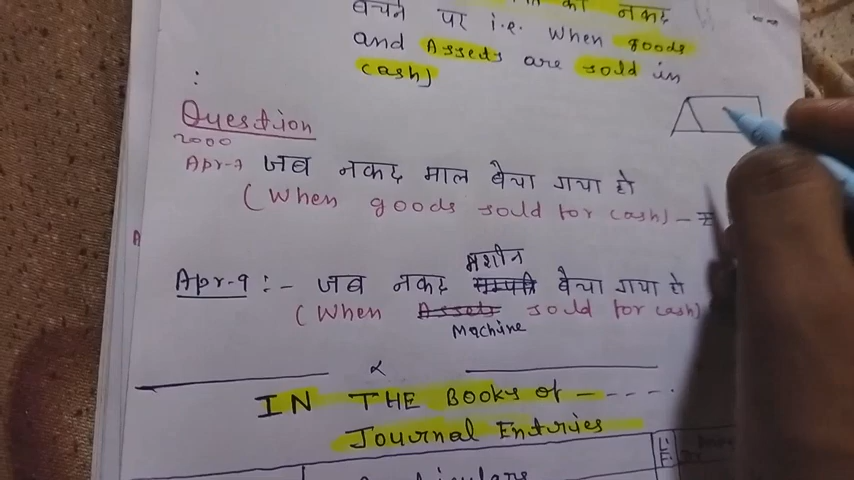 का नकद
बेचने पर i.e. When goods
and Assets are sold in
Cash)
:
Question
2000
Apr-7 जब नकद माल बेचा गया हो
(When goods sold for cash) -
मशीन
Apr-9 :- जब नकद सम्पत्ति बेचा गया हो
(When Assets sold for cash)
Machine
IN THE Books of - - - - .
Journal Entries
L:
F:
Particulars